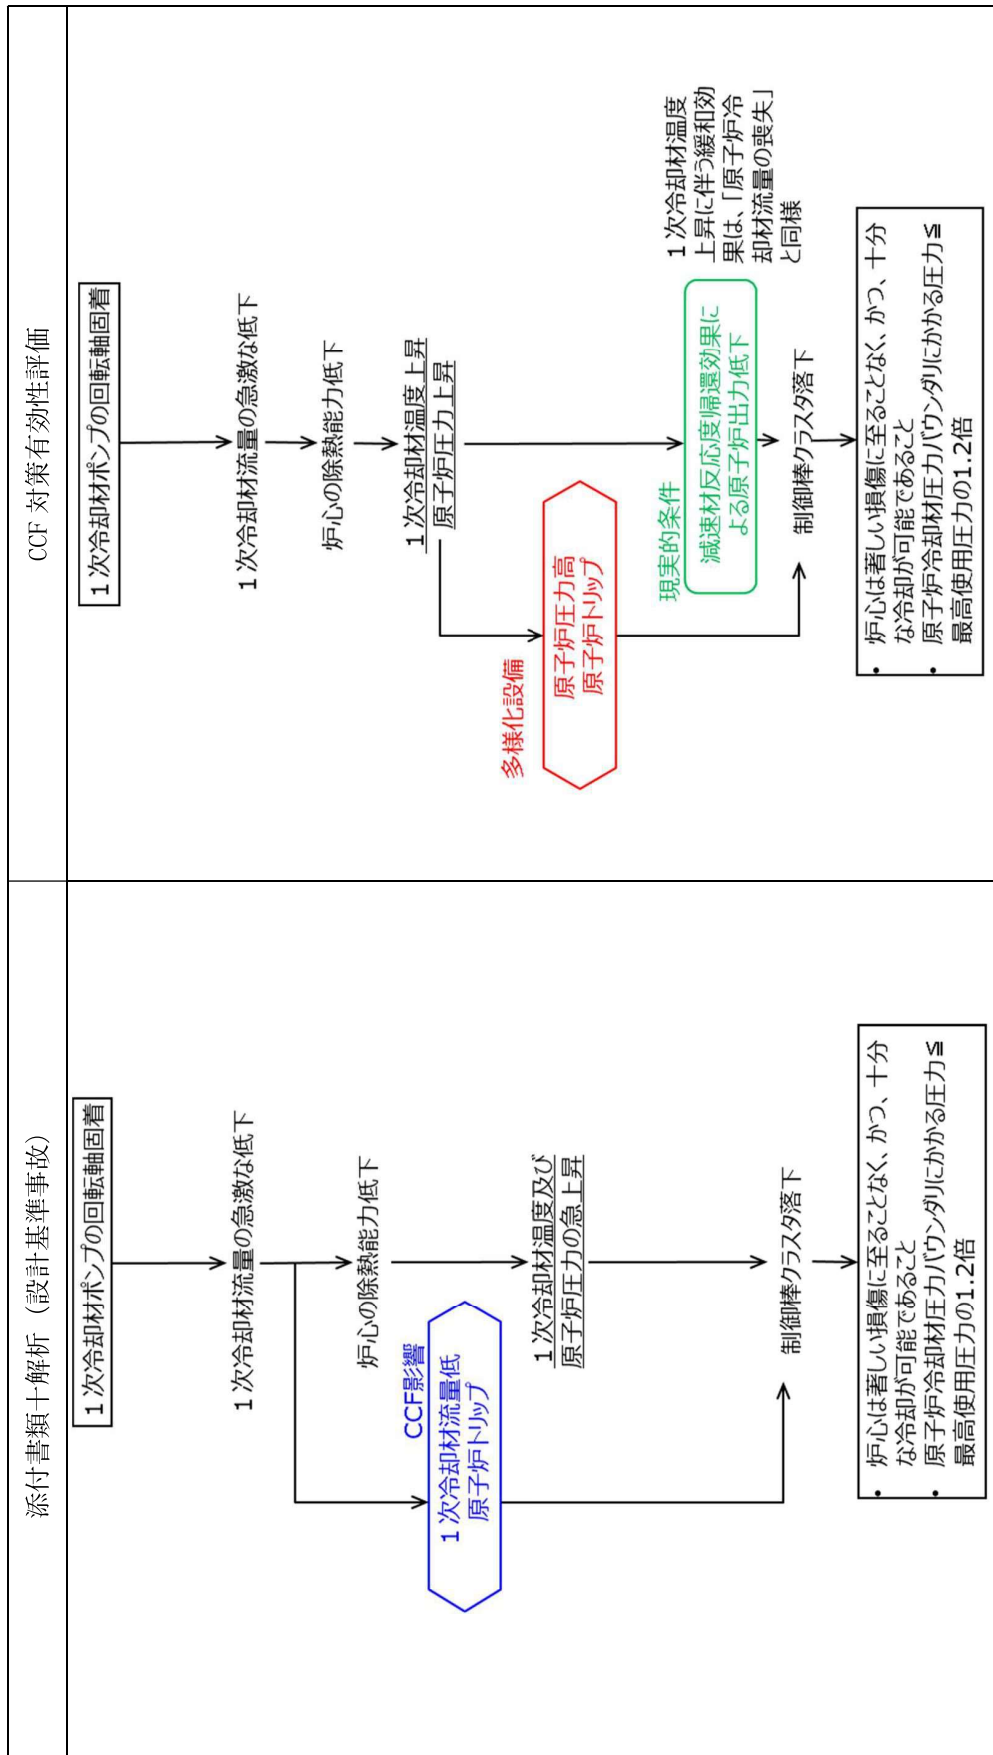 添付書類十解析（設計基準事故）
１次冷却材ポンプの回転軸固着
１次冷却材流量の急激な低下
炉心の除熱能力低下
CCF影響
１次冷却材流量低
原子炉トリップ
１次冷却材温度及び
原子炉圧力の急上昇
制御棒クラスタ落下
・炉心は著しい損傷に至ることなく、かつ、十分
な冷却が可能であること
・原子炉冷却材圧力バウンダリにかかる圧力≦
最高使用圧力の1.2倍
CCF 対策有効性評価
１次冷却材ポンプの回転軸固着
１次冷却材流量の急激な低下
炉心の除熱能力低下
１次冷却材温度上昇
原子炉圧力上昇
多様化設備
原子炉圧力高
原子炉トリップ
現実的条件
減速材反応度帰還効果に
よる原子炉出力低下
１次冷却材温度
上昇に伴う緩和効
果は、「原子炉冷
却材流量の喪失」
と同様
制御棒クラスタ落下
・炉心は著しい損傷に至ることなく、かつ、十分
な冷却が可能であること
・原子炉冷却材圧力バウンダリにかかる圧力≦
最高使用圧力の1.2倍